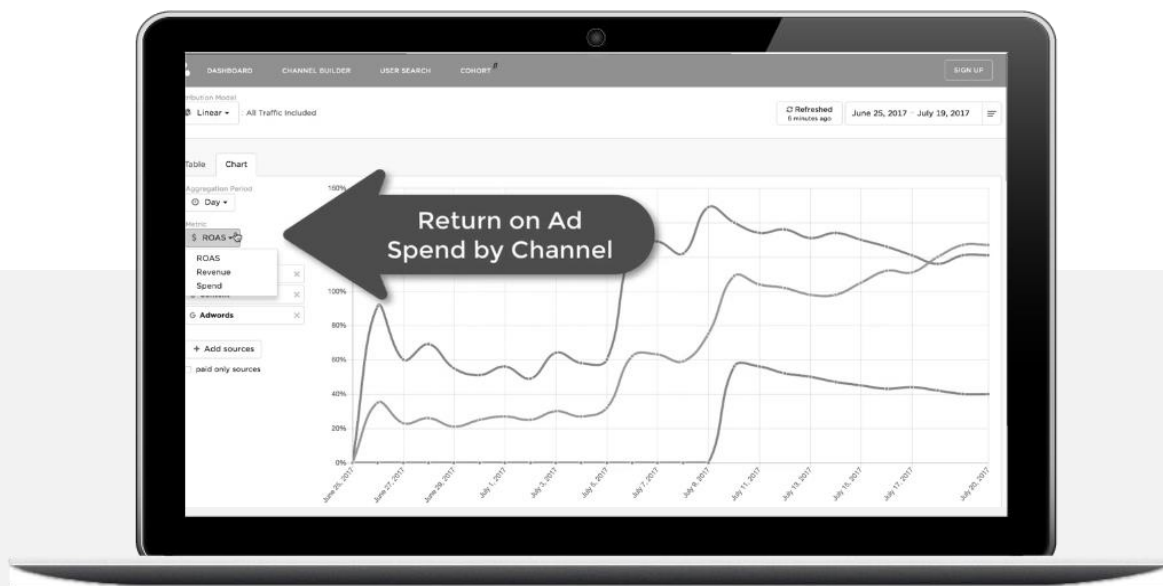 DASHBOARD CHANNEL BUILDER USER SEARCH COHORT β SIGN UP
Linear All Traffic Included
Refreshed
6 minutes ago
June 25, 2017 - July 19, 2017
Table Chart
Aggregation Period
Day
Metric
$ ROAS
ROAS
Revenue
Spend
Adwords
+ Add sources
paid only sources
Return on Ad
Spend by Channel
160%
100%
80%
60%
40%
20%
0%
June 25, 2017
June 27, 2017
June 29, 2017
July 1, 2017
July 3, 2017
July 5, 2017
July 7, 2017
July 9, 2017
July 11, 2017
July 13, 2017
July 15, 2017
July 17, 2017
July 20, 2017